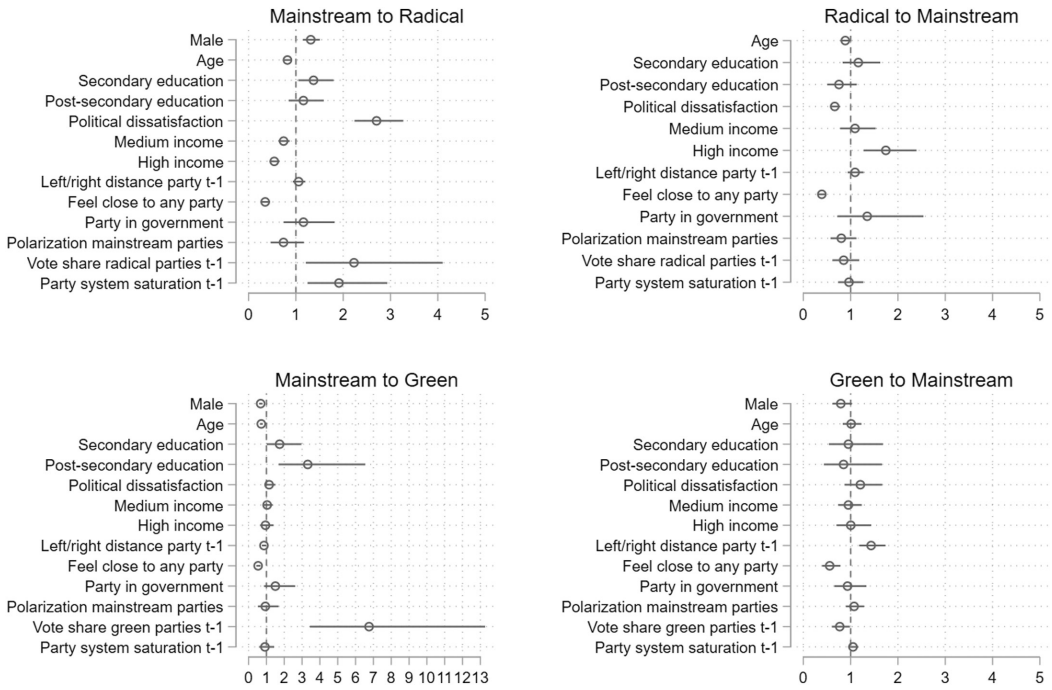 Mainstream to Radical
Male
Age
Secondary education
Post-secondary education
Political dissatisfaction
Medium income
High income
Left/right distance party t-1
Feel close to any party
Party in government
Polarization mainstream parties
Vote share radical parties t-1
Party system saturation t-1
0 1 2 3 4 5
Radical to Mainstream
Age
Secondary education
Post-secondary education
Political dissatisfaction
Medium income
High income
Left/right distance party t-1
Feel close to any party
Party in government
Polarization mainstream parties
Vote share radical parties t-1
Party system saturation t-1
0 1 2 3 4 5
Mainstream to Green
Male
Age
Secondary education
Post-secondary education
Political dissatisfaction
Medium income
High income
Left/right distance party t-1
Feel close to any party
Party in government
Polarization mainstream parties
Vote share green parties t-1
Party system saturation t-1
0 1 2 3 4 5 6 7 8 9 10 11 12 13
Green to Mainstream
Male
Age
Secondary education
Post-secondary education
Political dissatisfaction
Medium income
High income
Left/right distance party t-1
Feel close to any party
Party in government
Polarization mainstream parties
Vote share green parties t-1
Party system saturation t-1
0 1 2 3 4 5